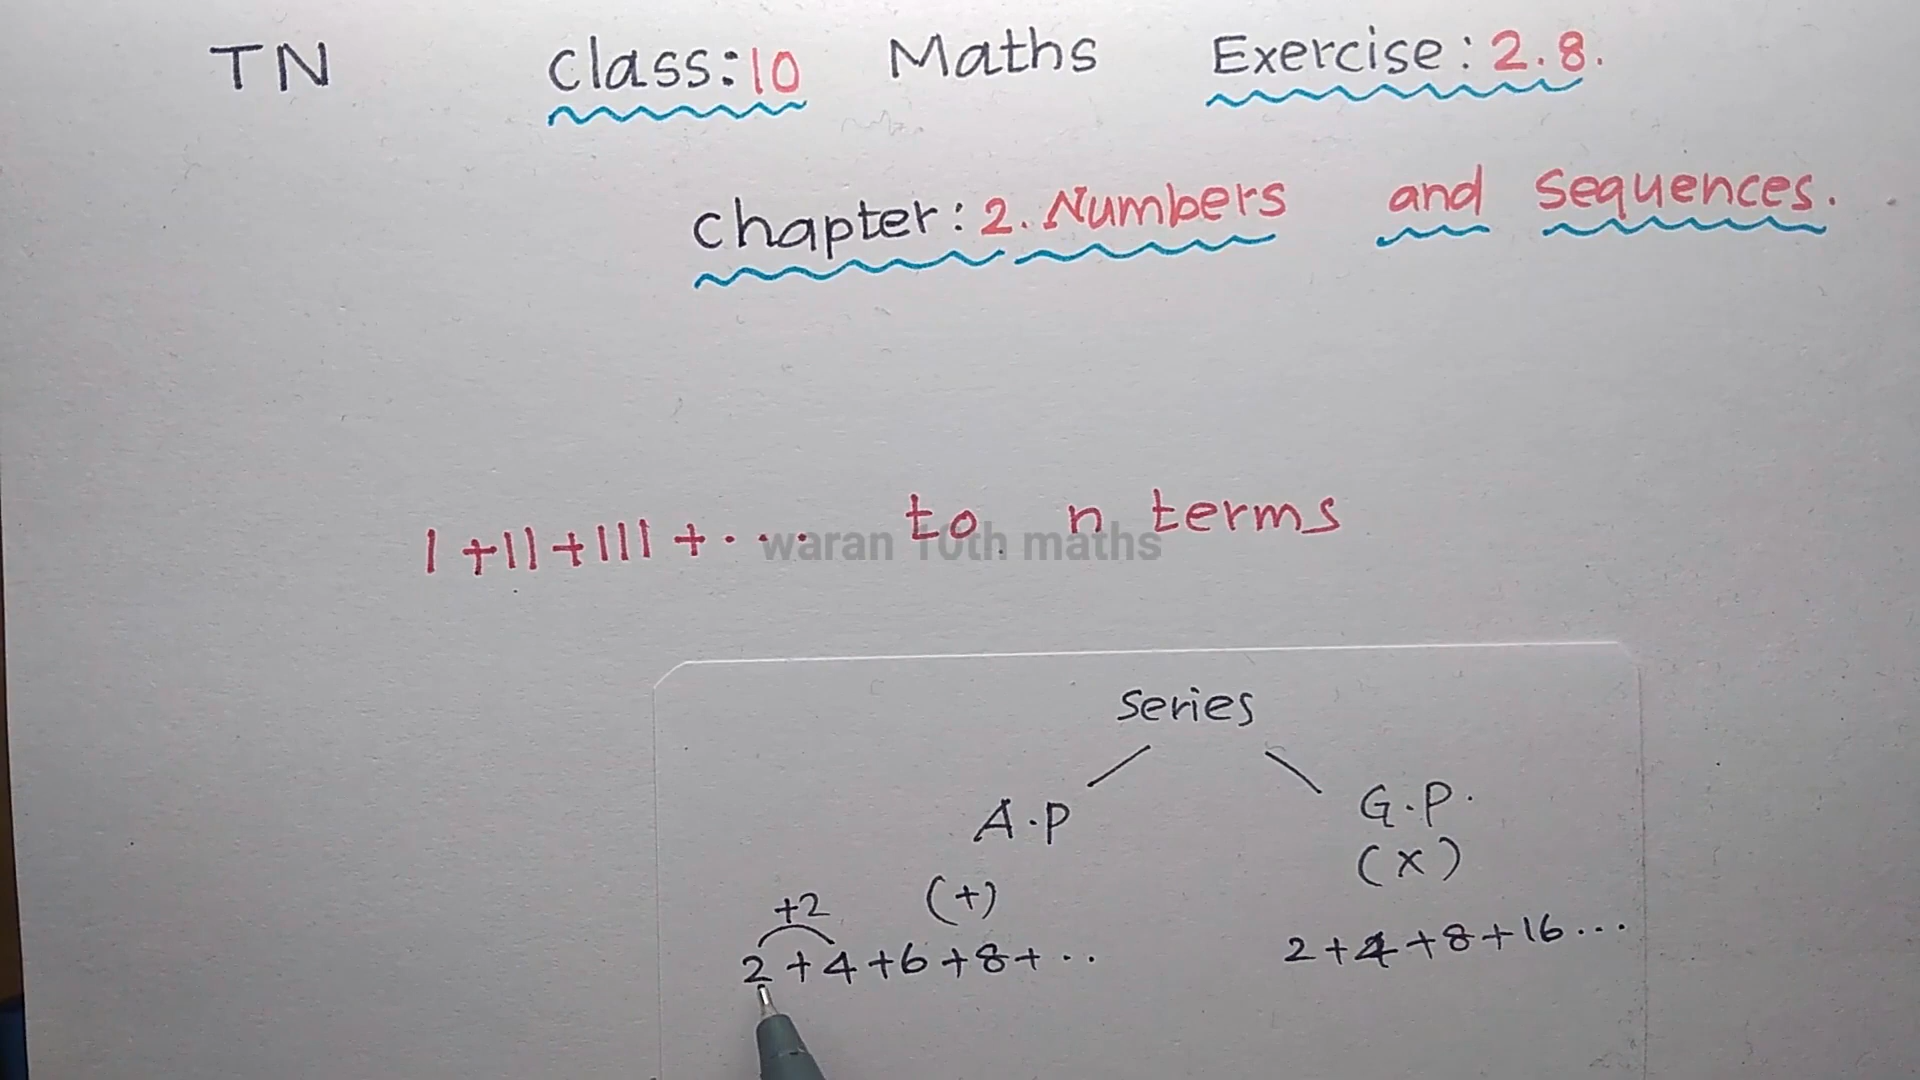 TN Class:10 Maths Exercise: 2.8.
Chapter: 2. Numbers and Sequences.
1 +11+111 +... to n terms
waran 10th maths
Series
A.P G.P.
(+) (x)
+2
2 +4+6+8+... 2+4+8+16...